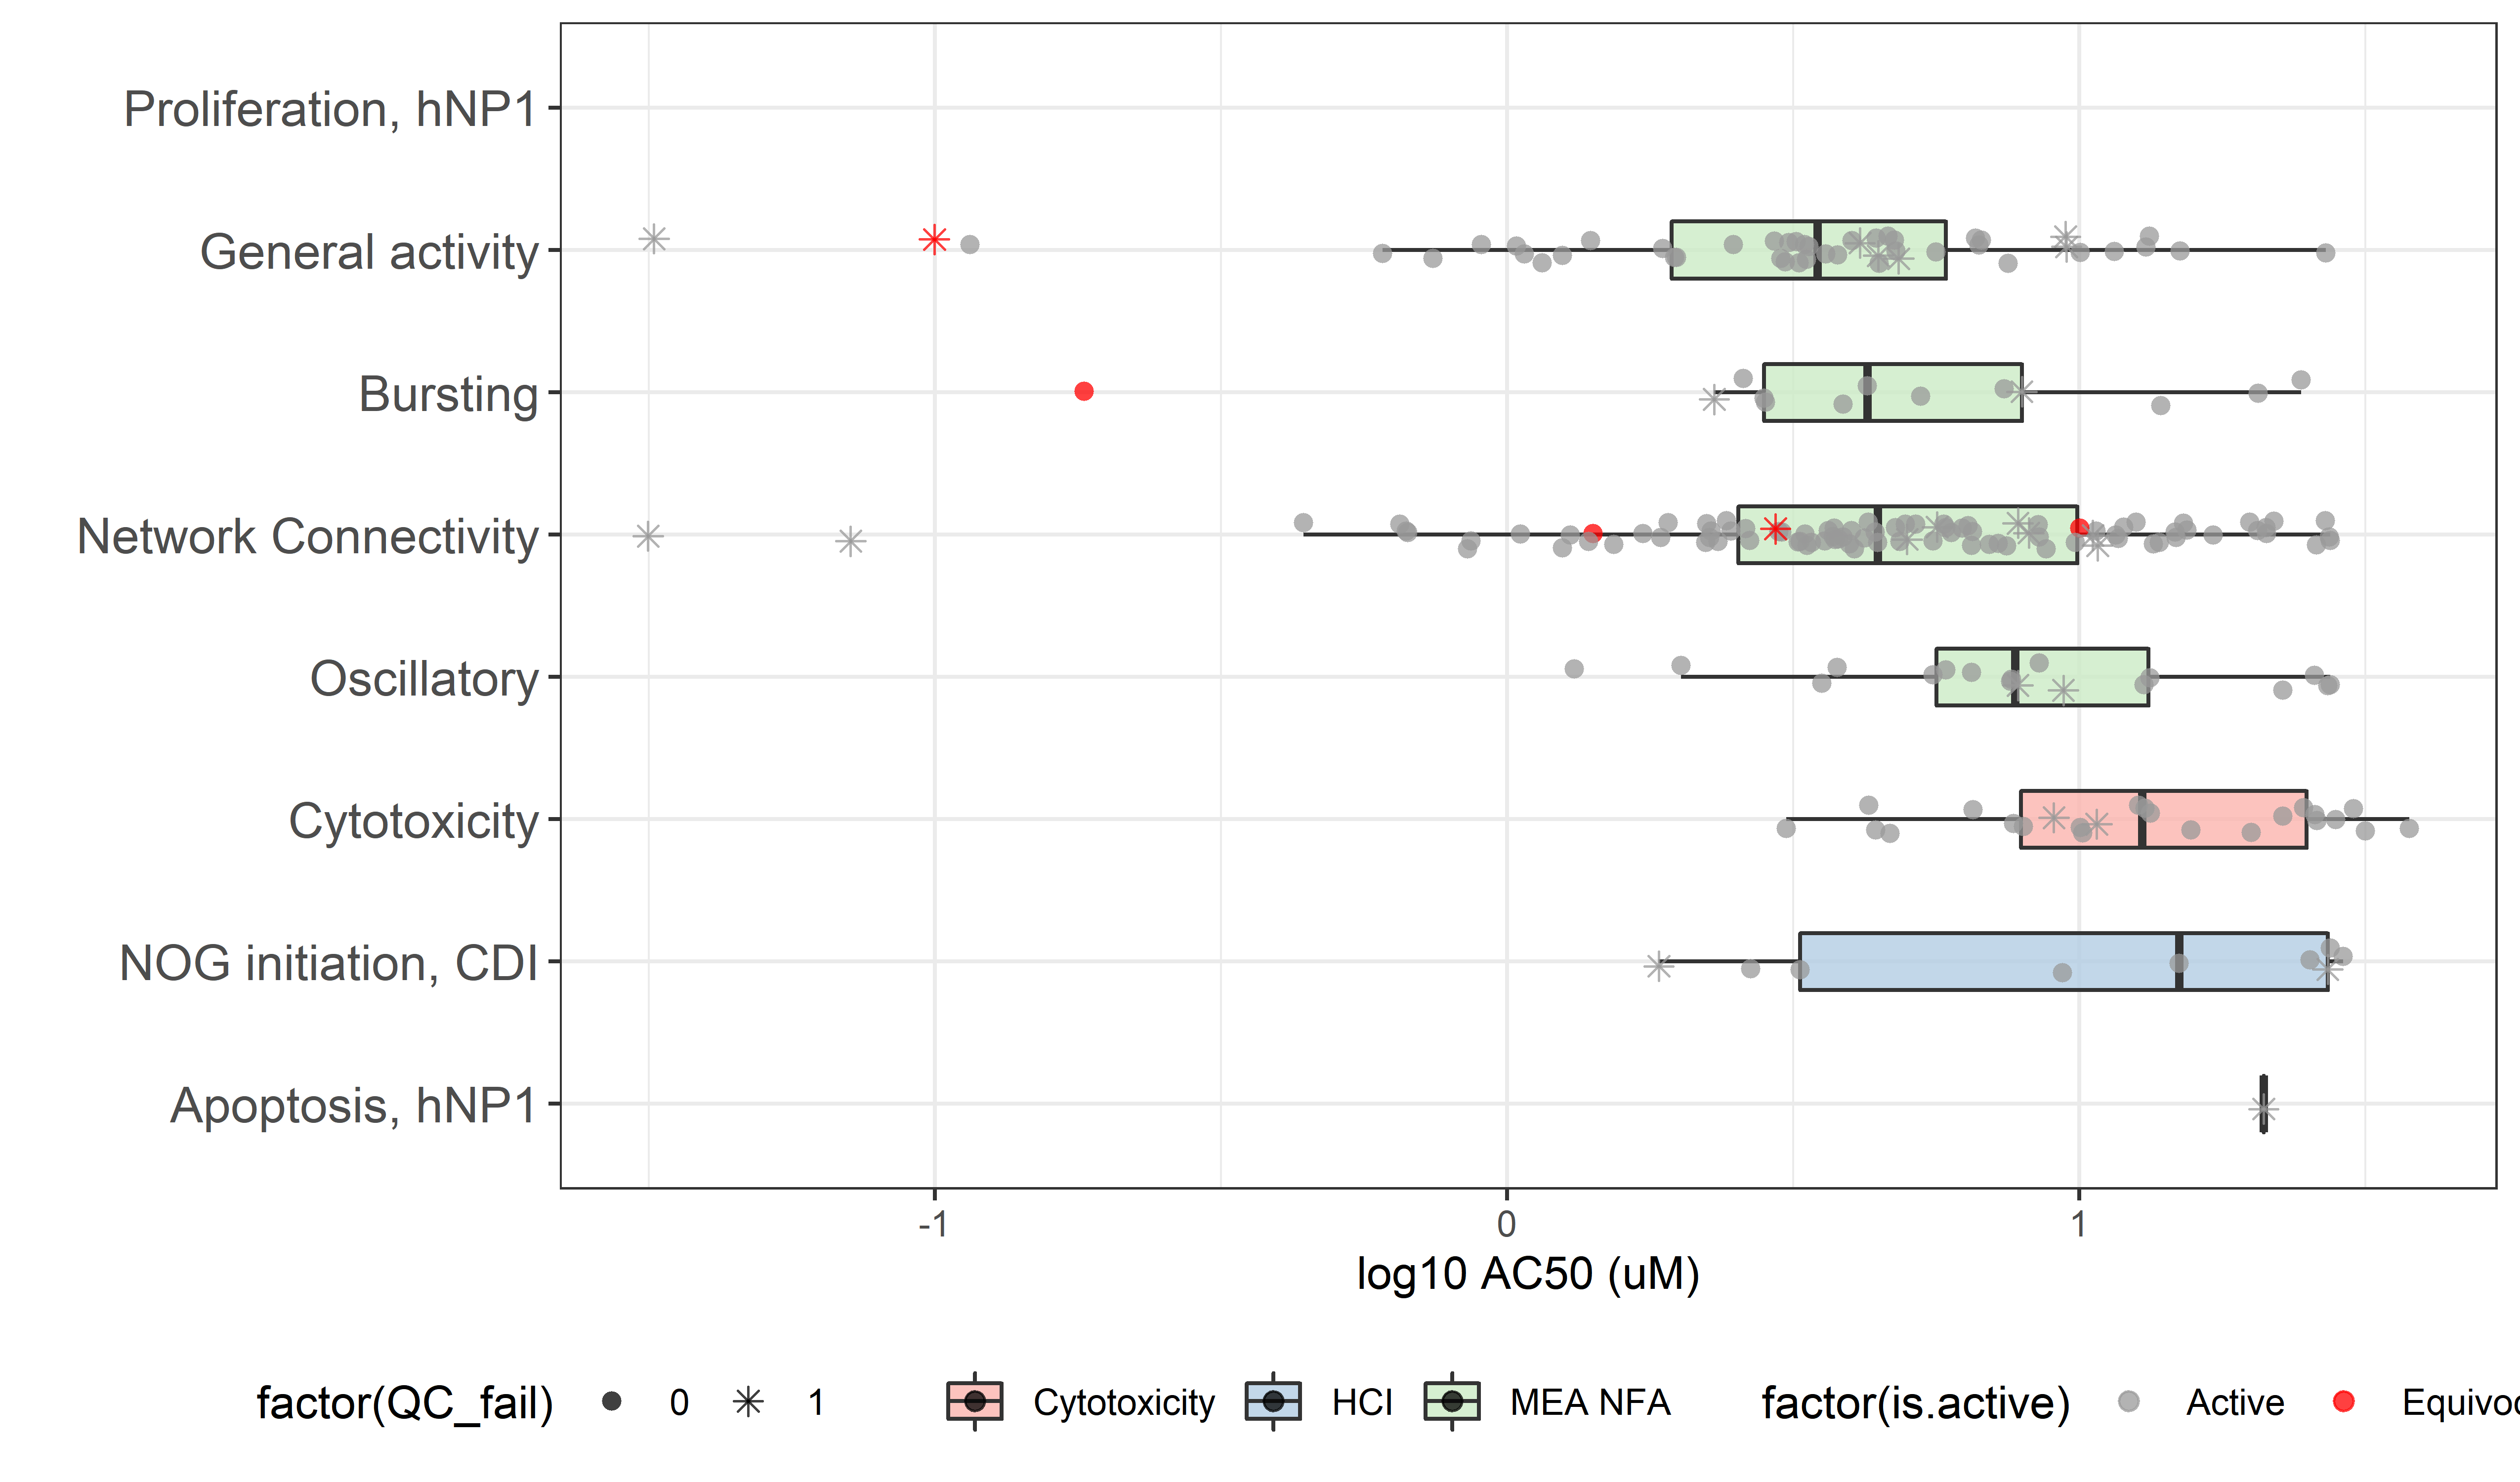 Proliferation, hNP1
General activity
Bursting
Network Connectivity
Oscillatory
Cytotoxicity
NOG initiation, CDI
Apoptosis, hNP1
-1 0 1
log10 AC50 (uM)
factor(QC_fail) 0 1 Cytotoxicity HCI MEA NFA factor(is.active) Active Equivoc